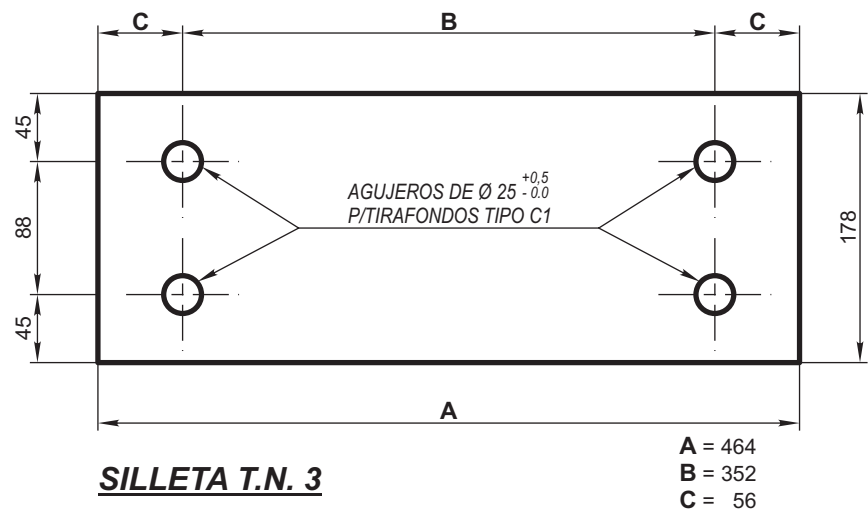 C B C
45
88
45
AGUJEROS DE Ø 25 +0,5 - 0.0
P/TIRAFONDOS TIPO C1
178
A
SILLETA T.N. 3
A = 464
B = 352
C = 56